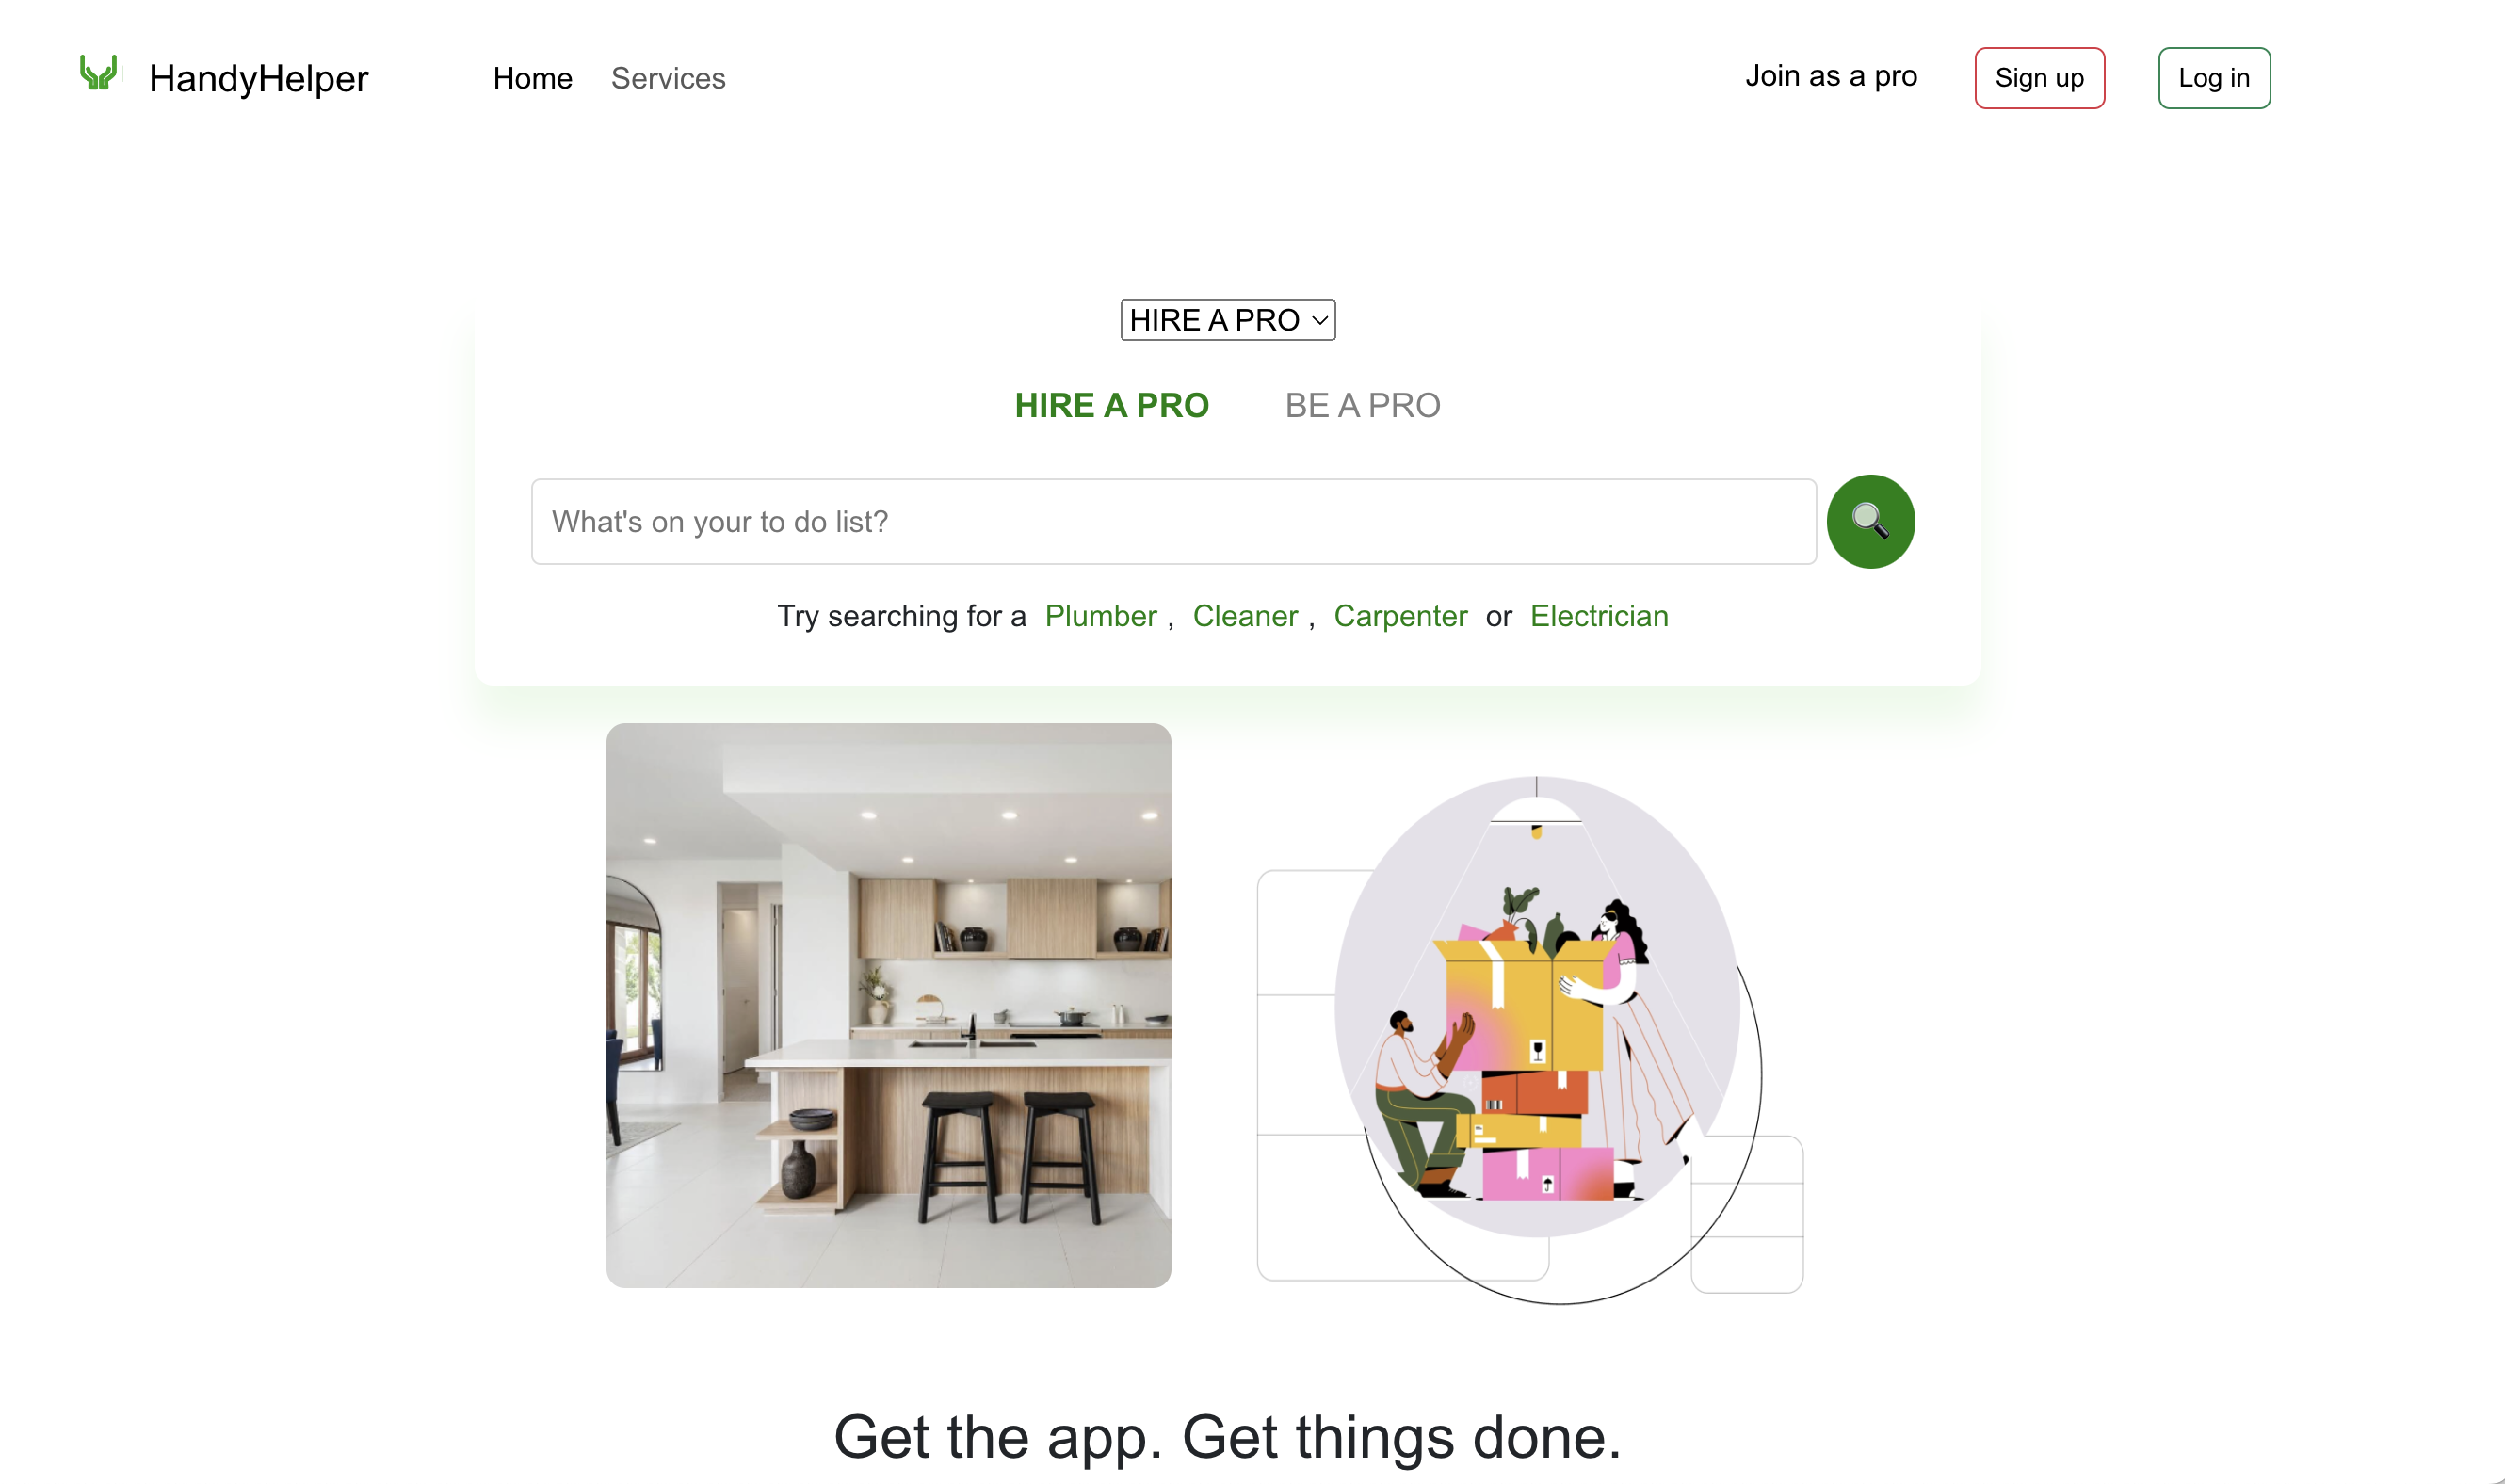 HandyHelper
Home Services
Join as a pro
Sign up
Log in
HIRE A PRO
HIRE A PRO BE A PRO
What's on your to do list?
Try searching for a Plumber , Cleaner , Carpenter or Electrician
Get the app. Get things done.